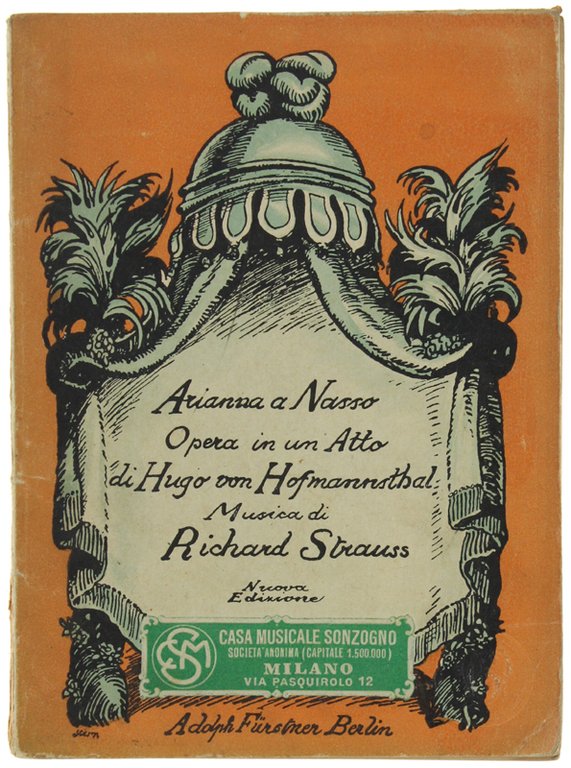 Arianna a Nasso
Opera in un Atto
di Hugo von Hofmannsthal.
Musica di
Richard Strauss
Nuova
Edizione
CASA MUSICALE SONZOGNO
SOCIETA ANONIMA (CAPITALE 1.500.000)
MILANO
VIA PASQUIROLO 12
Adolph Fürstner Berlin